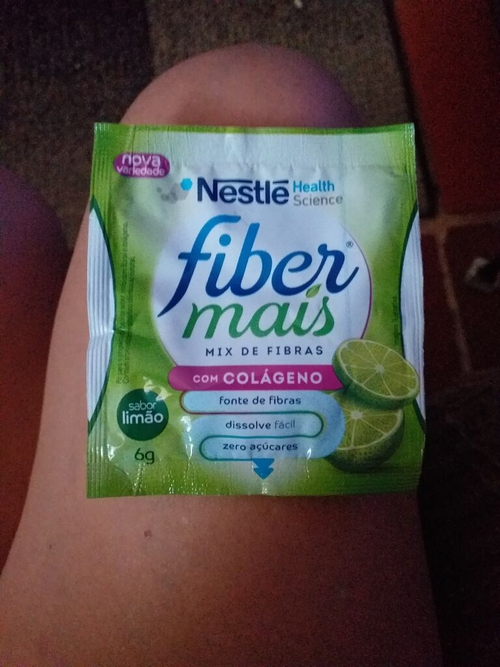 nova
variedade
Nestlé Health
Science
fiber®
mais
MIX DE FIBRAS
COM COLÁGENO
fonte de fibras
dissolve fácil
zero açúcares
sabor
limão
6g